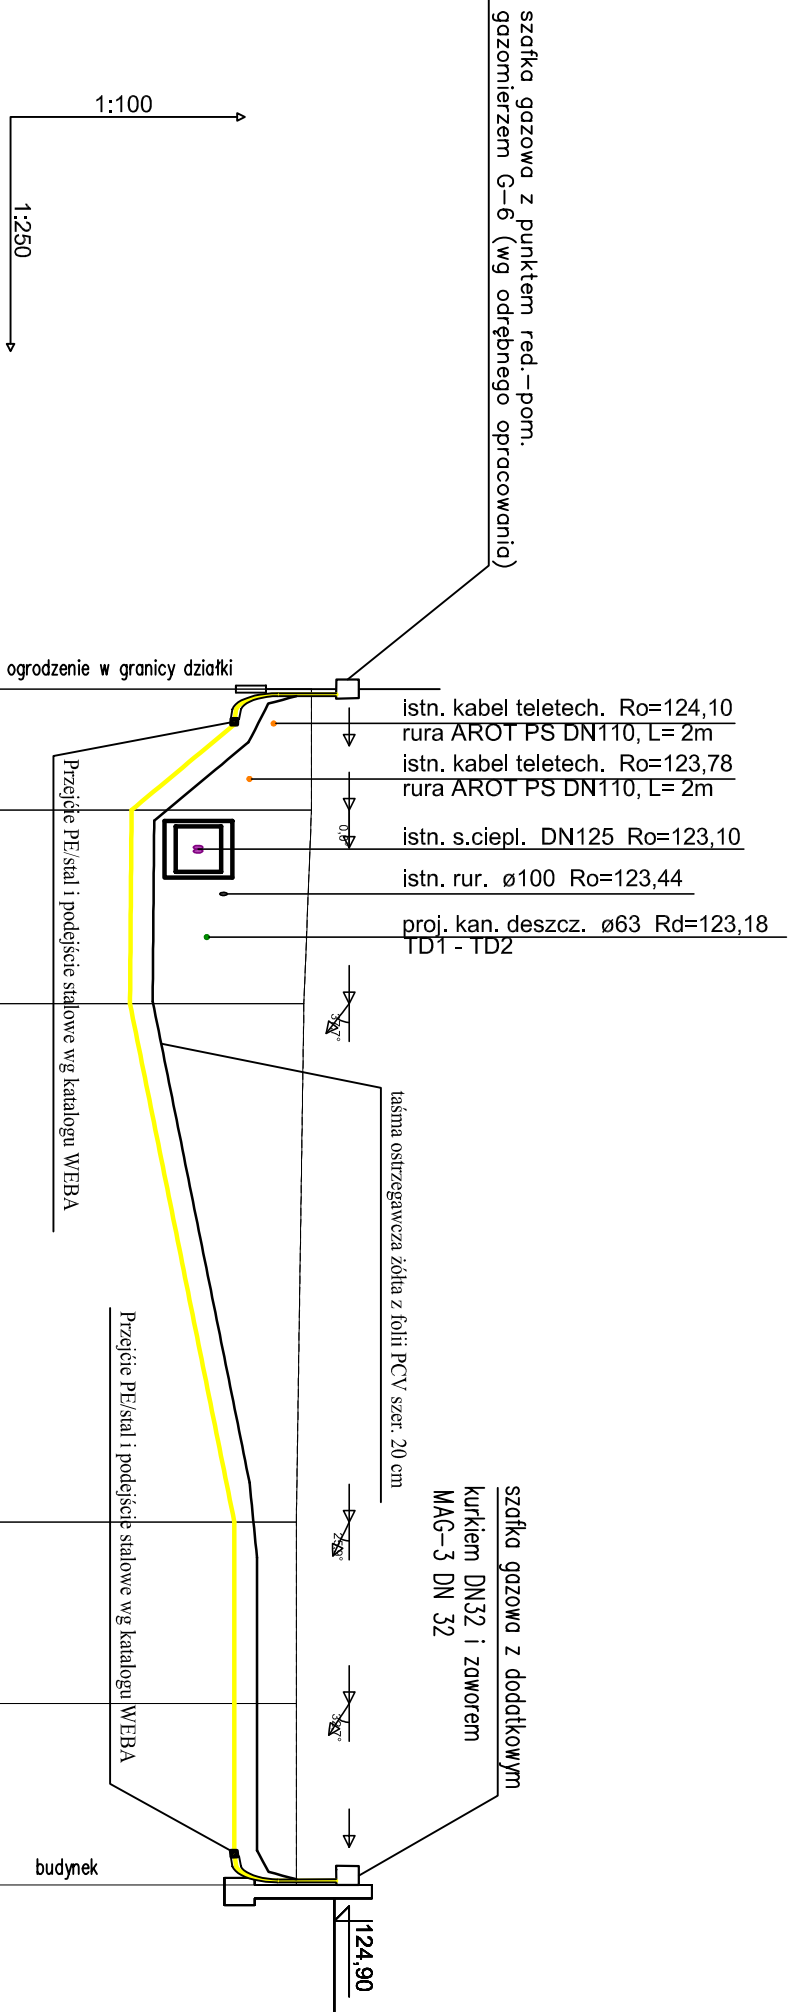 szafka gazowa z punktem red.-pom.
gazomierzem G-6 (wg odrębnego opracowania)
1:100
1:250
ogrodzenie w granicy działki
istn. kabel teletech. Ro=124,10
rura AROT PS DN110, L= 2m
istn. kabel teletech. Ro=123,78
rura AROT PS DN110, L= 2m
istn. s.ciepl. DN125 Ro=123,10
istn. rur. ø100 Ro=123,44
proj. kan. deszcz. ø63 Rd=123,18
TD1 - TD2
Przejćie PE/stal i podejście stalowe wg katalogu WEBA
taśma ostrzegawcza żółta z folii PCV szer. 20 cm
Przejćie PE/stal i podejście stalowe wg katalogu WEBA
szafka gazowa z dodatkowym
kurkiem DN32 i zaworem
MAG-3 DN 32
budynek
124,90